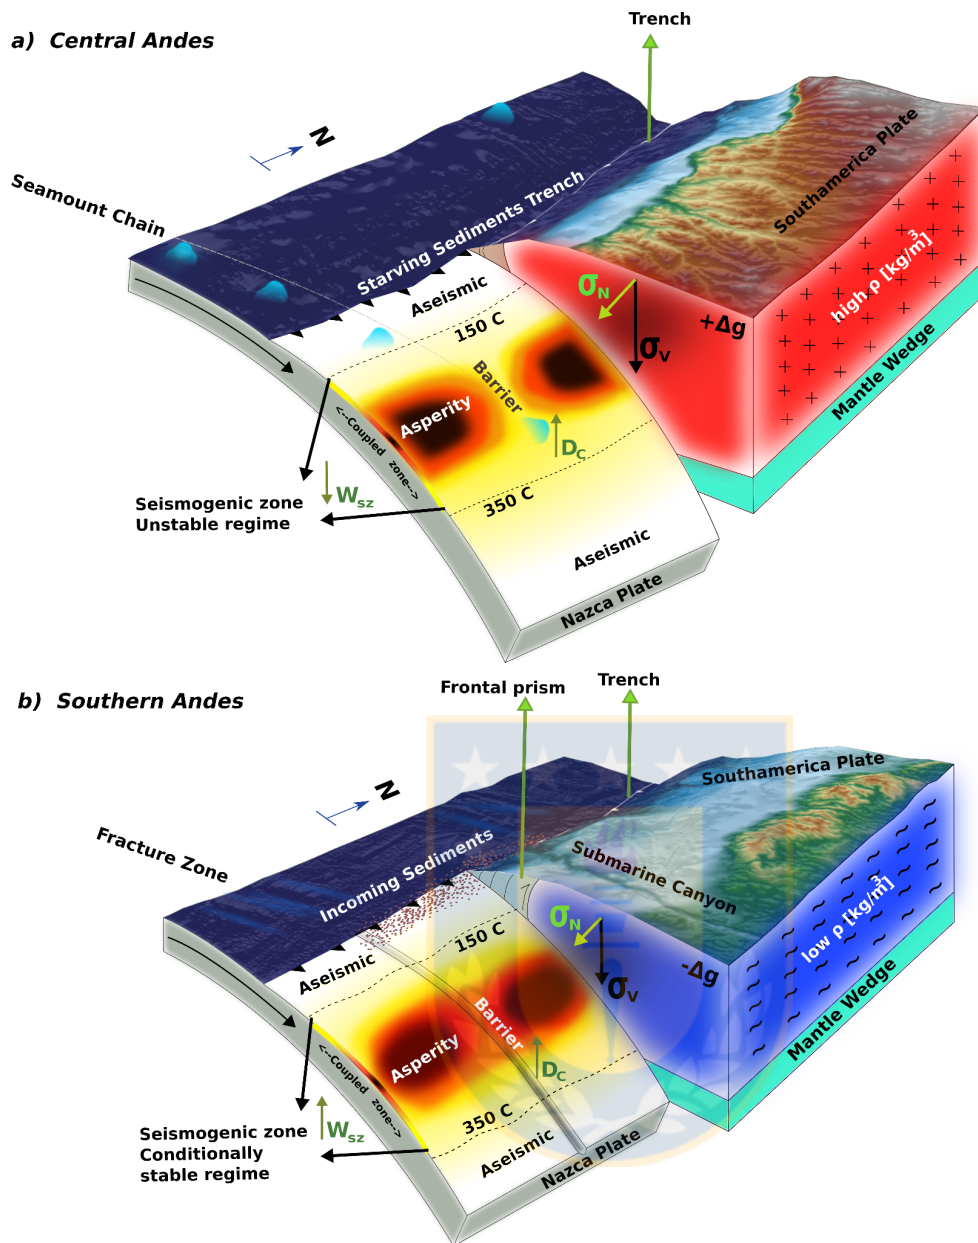 a) Central Andes
Trench
N
Seamount Chain
Starving Sediments Trench
Southamerica Plate
Aseismic
150 C
σN
σv
+Δg
high ρ [kg/m³]
Mantle Wedge
Barrier
Asperity
<--Coupled zone-->
DC
Wsz
Seismogenic zone
Unstable regime
350 C
Aseismic
Nazca Plate
b) Southern Andes
Frontal prism
Trench
N
Fracture Zone
Incoming Sediments
Southamerica Plate
Submarine Canyon
Aseismic
150 C
σN
σv
-Δg
low ρ [kg/m³]
Mantle Wedge
Barrier
Asperity
<--Coupled zone-->
DC
Wsz
Seismogenic zone
Conditionally
stable regime
350 C
Aseismic
Nazca Plate